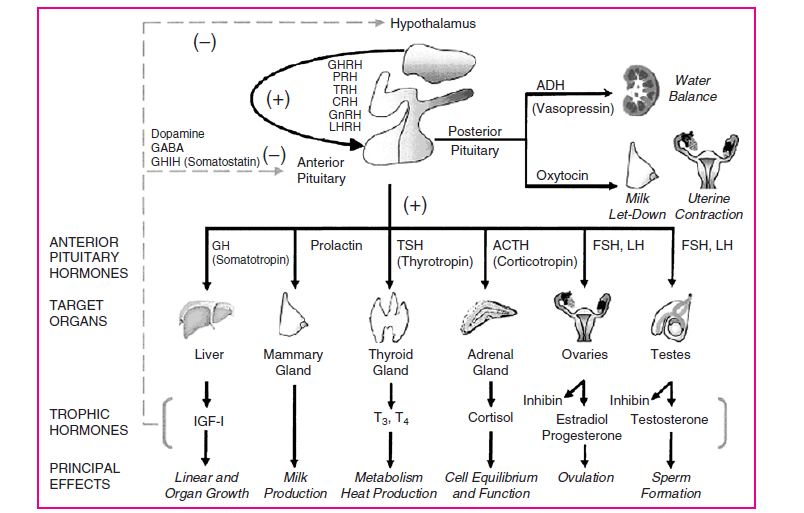 Hypothalamus
(–)
GHRH
PRH
TRH
CRH
GnRH
LHRH
(+)
ADH
(Vasopressin)
Water
Balance
Dopamine
GABA
GHIH (Somatostatin)
(–)
Anterior
Pituitary
Posterior
Pituitary
Oxytocin
Milk
Let-Down
Uterine
Contraction
(+)
ANTERIOR
PITUITARY
HORMONES
GH
(Somatotropin)
Prolactin
TSH
(Thyrotropin)
ACTH
(Corticotropin)
FSH, LH
FSH, LH
TARGET
ORGANS
Liver
Mammary
Gland
Thyroid
Gland
Adrenal
Gland
Ovaries
Testes
TROPHIC
HORMONES
IGF-I
T3, T4
Cortisol
Inhibin
Estradiol
Progesterone
Inhibin
Testosterone
PRINCIPAL
EFFECTS
Linear and
Organ Growth
Milk
Production
Metabolism
Heat Production
Cell Equilibrium
and Function
Ovulation
Sperm
Formation